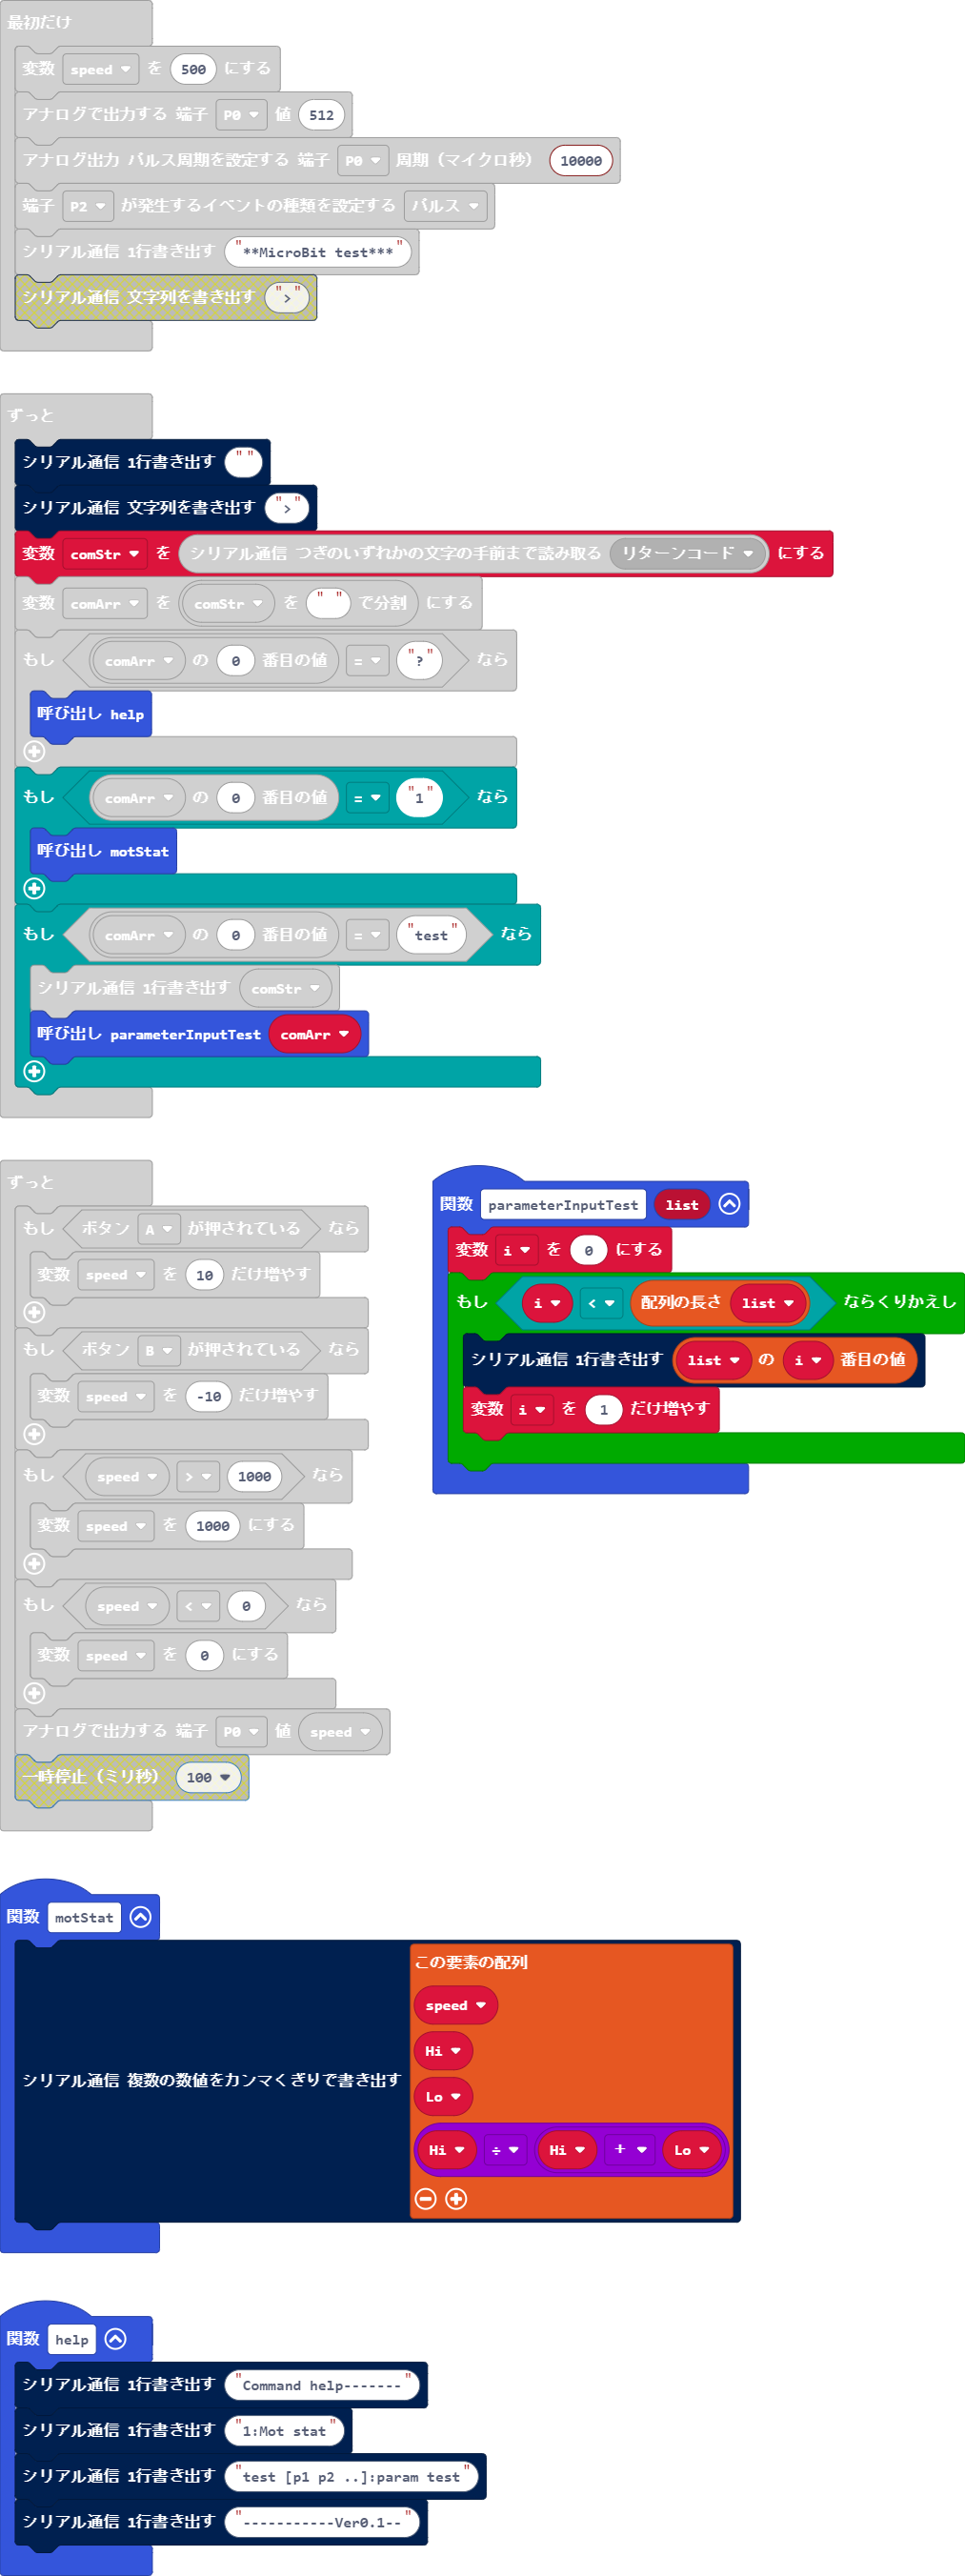 最初だけ
変数 speed を 500 にする
アナログで出力する 端子 P0 値 512
アナログ出力 パルス周期を設定する 端子 P0 周期（マイクロ秒） 10000
端子 P2 が発生するイベントの種類を設定する パルス
シリアル通信 1行書き出す "**MicroBit test***"
シリアル通信 文字列を書き出す ">"
ずっと
シリアル通信 1行書き出す ""
シリアル通信 文字列を書き出す ">"
変数 comStr を シリアル通信 つぎのいずれかの文字の手前まで読み取る リターンコード にする
変数 comArr を comStr を " " で分割 にする
もし comArr の 0 番目の値 = "?" なら
呼び出し help
もし comArr の 0 番目の値 = "1" なら
呼び出し motStat
もし comArr の 0 番目の値 = "test" なら
シリアル通信 1行書き出す comStr
呼び出し parameterInputTest comArr
ずっと
もし ボタン A が押されている なら
変数 speed を 10 だけ増やす
もし ボタン B が押されている なら
変数 speed を -10 だけ増やす
もし speed > 1000 なら
変数 speed を 1000 にする
もし speed < 0 なら
変数 speed を 0 にする
アナログで出力する 端子 P0 値 speed
一時停止（ミリ秒） 100
関数 parameterInputTest list
変数 i を 0 にする
もし i < 配列の長さ list ならくりかえし
シリアル通信 1行書き出す list の i 番目の値
変数 i を 1 だけ増やす
関数 motStat
シリアル通信 複数の数値をカンマくぎりで書き出す
この要素の配列
speed
Hi
Lo
Hi ÷ Hi + Lo
関数 help
シリアル通信 1行書き出す "Command help-------"
シリアル通信 1行書き出す "1:Mot stat"
シリアル通信 1行書き出す "test [p1 p2 ..]:param test"
シリアル通信 1行書き出す "-----------Ver0.1--"